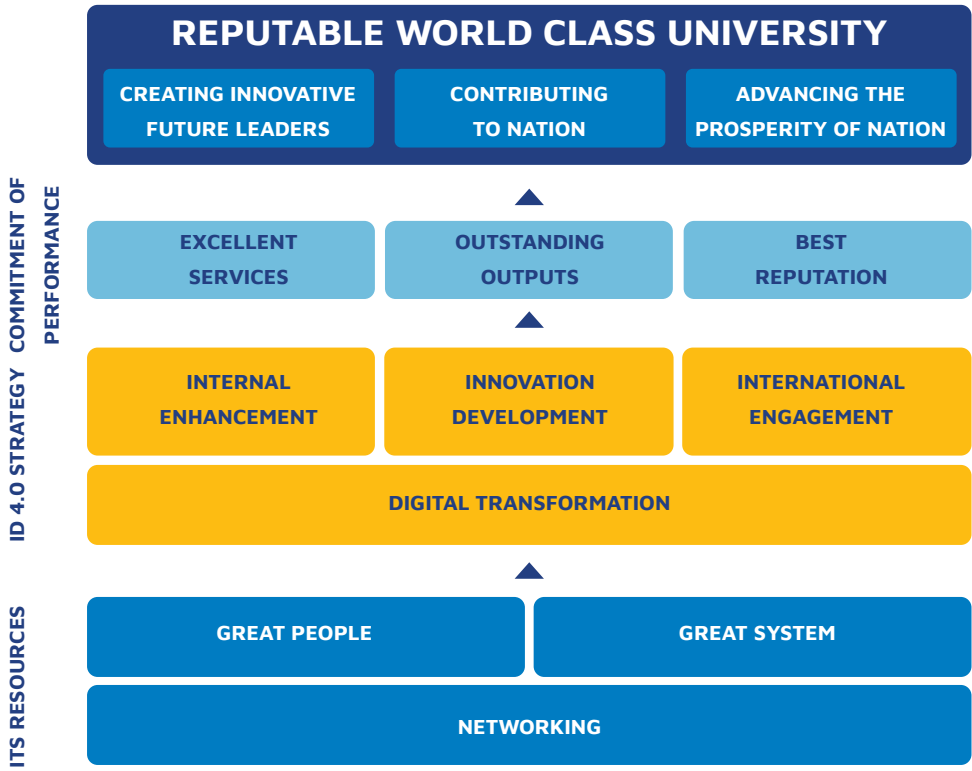 REPUTABLE WORLD CLASS UNIVERSITY
CREATING INNOVATIVE
FUTURE LEADERS
CONTRIBUTING
TO NATION
ADVANCING THE
PROSPERITY OF NATION
COMMITMENT OF
PERFORMANCE
EXCELLENT
SERVICES
OUTSTANDING
OUTPUTS
BEST
REPUTATION
ID 4.0 STRATEGY
INTERNAL
ENHANCEMENT
INNOVATION
DEVELOPMENT
INTERNATIONAL
ENGAGEMENT
DIGITAL TRANSFORMATION
ITS RESOURCES
GREAT PEOPLE
GREAT SYSTEM
NETWORKING